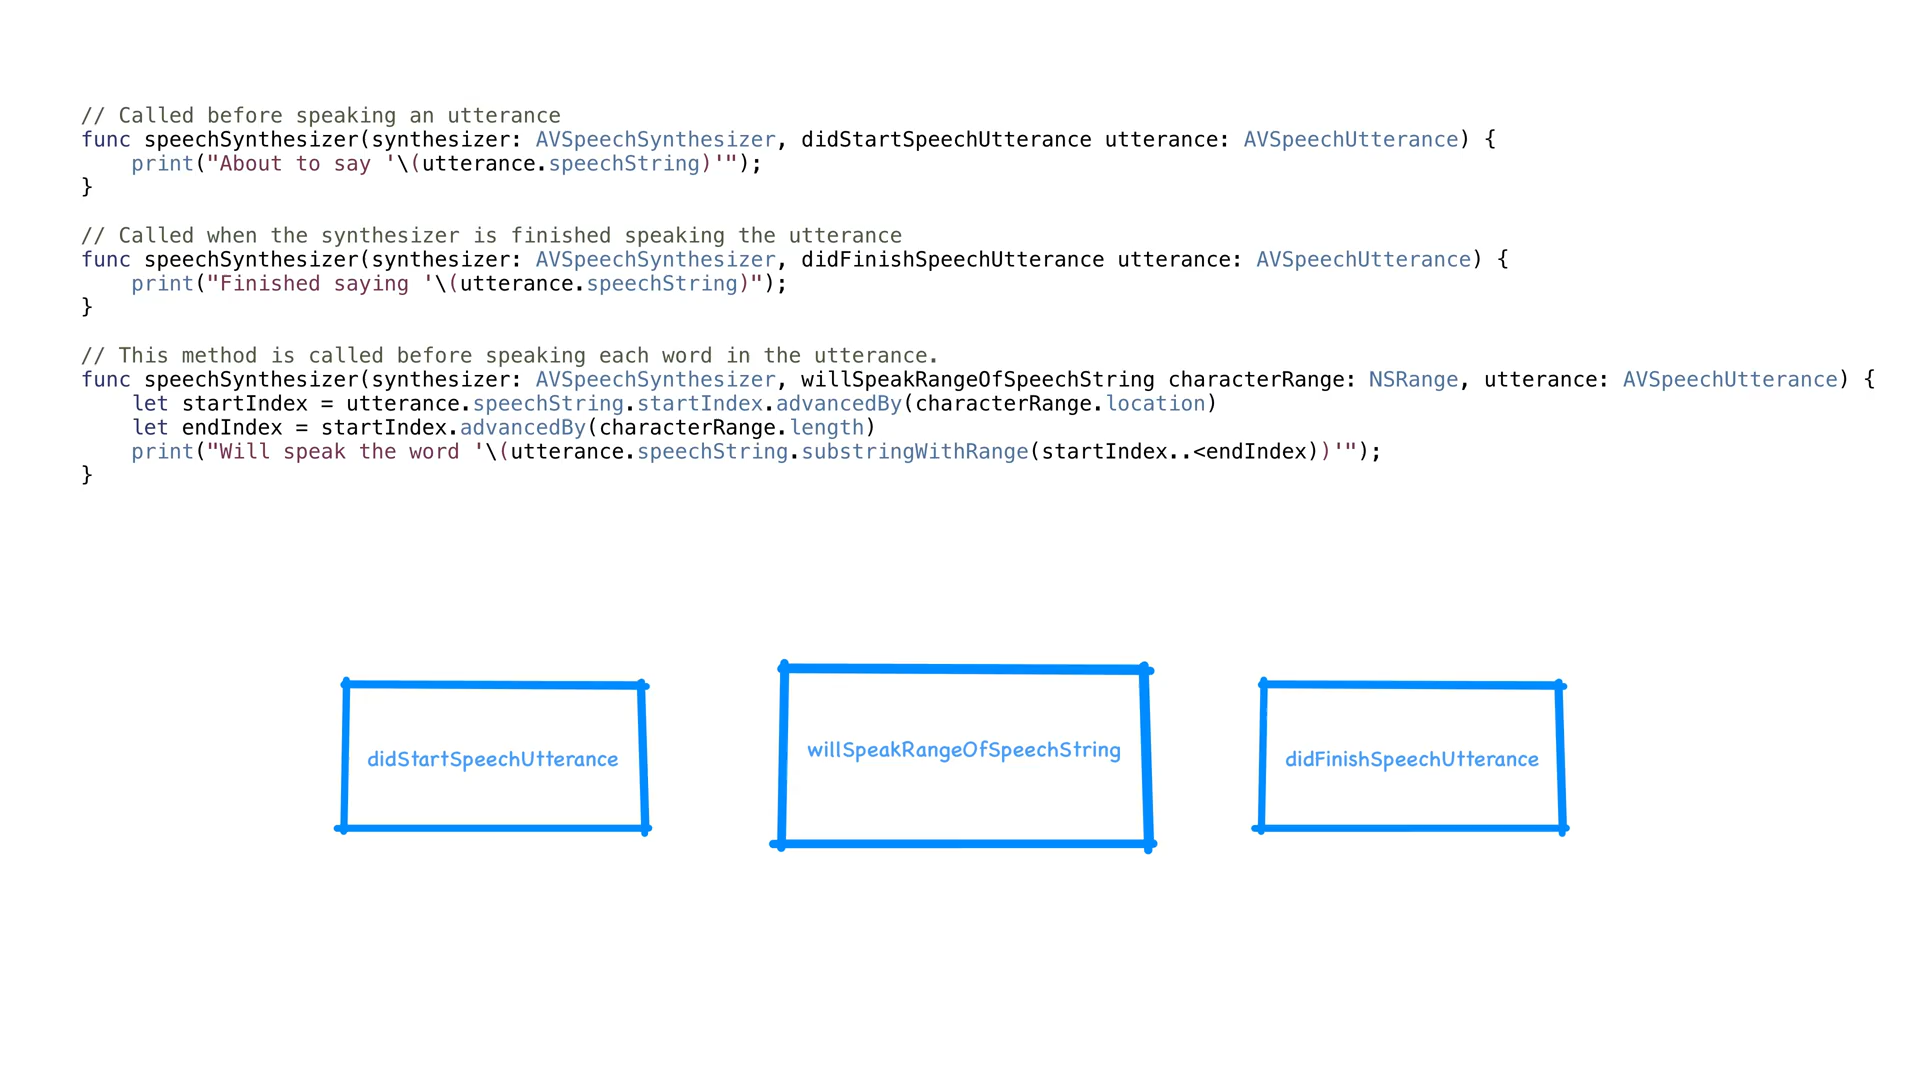 // Called before speaking an utterance
func speechSynthesizer(synthesizer: AVSpeechSynthesizer, didStartSpeechUtterance utterance: AVSpeechUtterance) {
    print("About to say '\(utterance.speechString)'");
}
// Called when the synthesizer is finished speaking the utterance
func speechSynthesizer(synthesizer: AVSpeechSynthesizer, didFinishSpeechUtterance utterance: AVSpeechUtterance) {
    print("Finished saying '\(utterance.speechString)");
}
// This method is called before speaking each word in the utterance.
func speechSynthesizer(synthesizer: AVSpeechSynthesizer, willSpeakRangeOfSpeechString characterRange: NSRange, utterance: AVSpeechUtterance) {
    let startIndex = utterance.speechString.startIndex.advancedBy(characterRange.location)
    let endIndex = startIndex.advancedBy(characterRange.length)
    print("Will speak the word '\(utterance.speechString.substringWithRange(startIndex..<endIndex))'");
}
didStartSpeechUtterance
willSpeakRangeOfSpeechString
didFinishSpeechUtterance